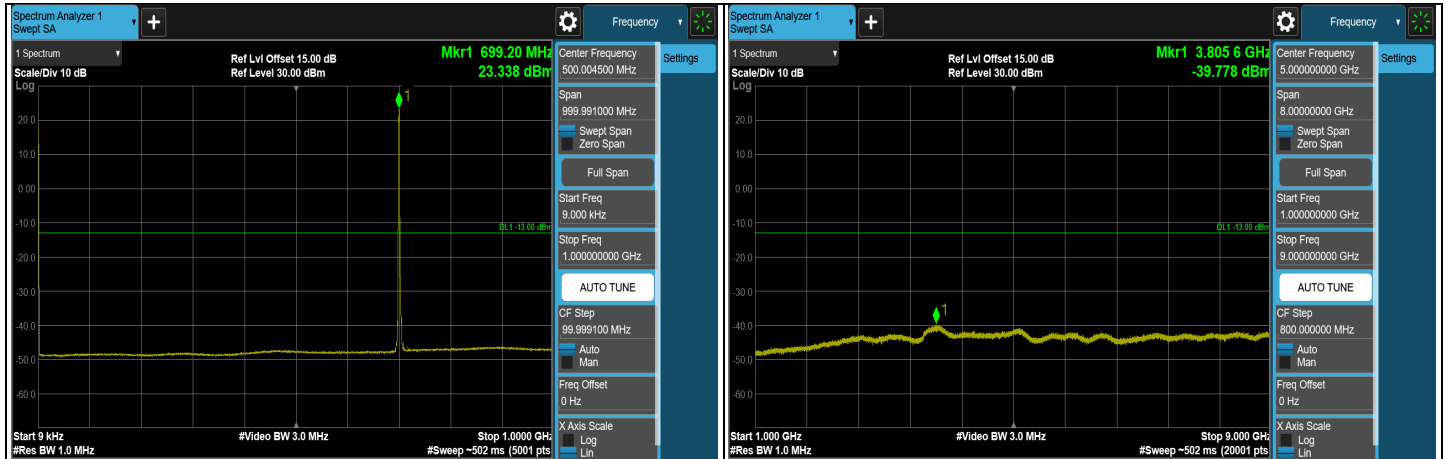 Spectrum Analyzer 1
Swept SA
+
Frequency
1 Spectrum
Scale/Div 10 dB
Log
Ref Lvl Offset 15.00 dB
Ref Level 30.00 dBm
Mkr1 699.20 MHz
23.338 dBm
1
20.0
10.0
0.00
-10.0
-20.0
-30.0
-40.0
-50.0
-60.0
DL1 -13.00 dBm
Start 9 kHz
#Res BW 1.0 MHz
#Video BW 3.0 MHz
Stop 1.0000 GHz
#Sweep ~502 ms (5001 pts
Center Frequency
500.004500 MHz
Settings
Span
999.991000 MHz
Swept Span
Zero Span
Full Span
Start Freq
9.000 kHz
Stop Freq
1.000000000 GHz
AUTO TUNE
CF Step
99.999100 MHz
Auto
Man
Freq Offset
0 Hz
X Axis Scale
Log
Lin
Spectrum Analyzer 1
Swept SA
+
Frequency
1 Spectrum
Scale/Div 10 dB
Log
Ref Lvl Offset 15.00 dB
Ref Level 30.00 dBm
Mkr1 3.805 6 GHz
-39.778 dBm
1
20.0
10.0
0.00
-10.0
-20.0
-30.0
-40.0
-50.0
-60.0
DL1 -13.00 dBm
Start 1.000 GHz
#Res BW 1.0 MHz
#Video BW 3.0 MHz
Stop 9.000 GHz
#Sweep ~502 ms (20001 pts
Center Frequency
5.000000000 GHz
Settings
Span
8.00000000 GHz
Swept Span
Zero Span
Full Span
Start Freq
1.000000000 GHz
Stop Freq
9.000000000 GHz
AUTO TUNE
CF Step
800.000000 MHz
Auto
Man
Freq Offset
0 Hz
X Axis Scale
Log
Lin